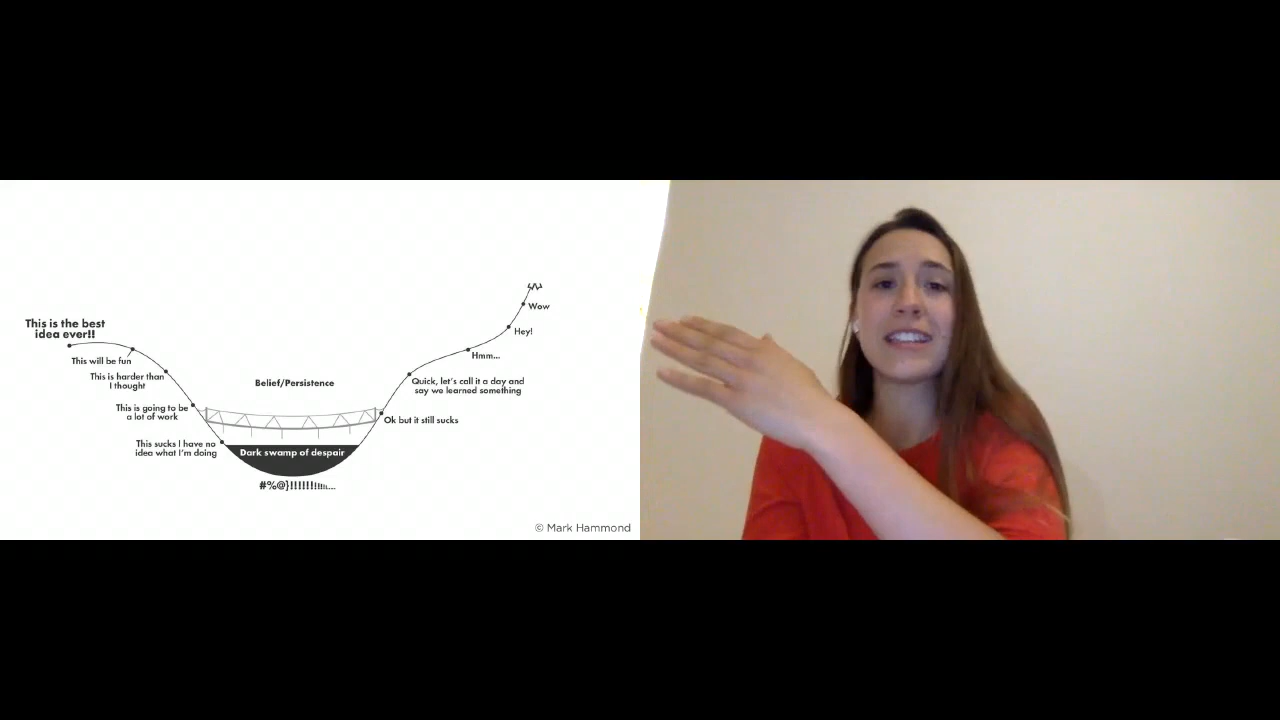 This is the best
idea ever!!
This will be fun
This is harder than
I thought
This is going to be
a lot of work
This sucks I have no
idea what I'm doing
Belief/Persistence
Dark swamp of despair
#%@}!!!!!!!!!!!...
Wow
Hey!
Hmm...
Quick, let's call it a day and
say we learned something
Ok but it still sucks
© Mark Hammond